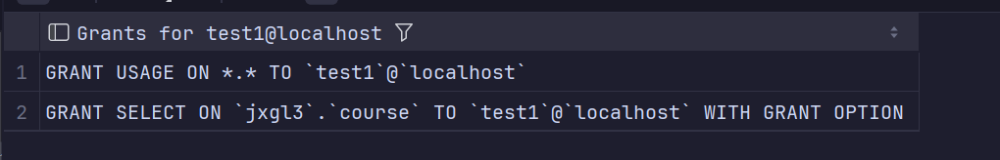 Grants for test1@localhost
1 GRANT USAGE ON *.* TO `test1`@`localhost`
2 GRANT SELECT ON `jxgl3`.`course` TO `test1`@`localhost` WITH GRANT OPTION